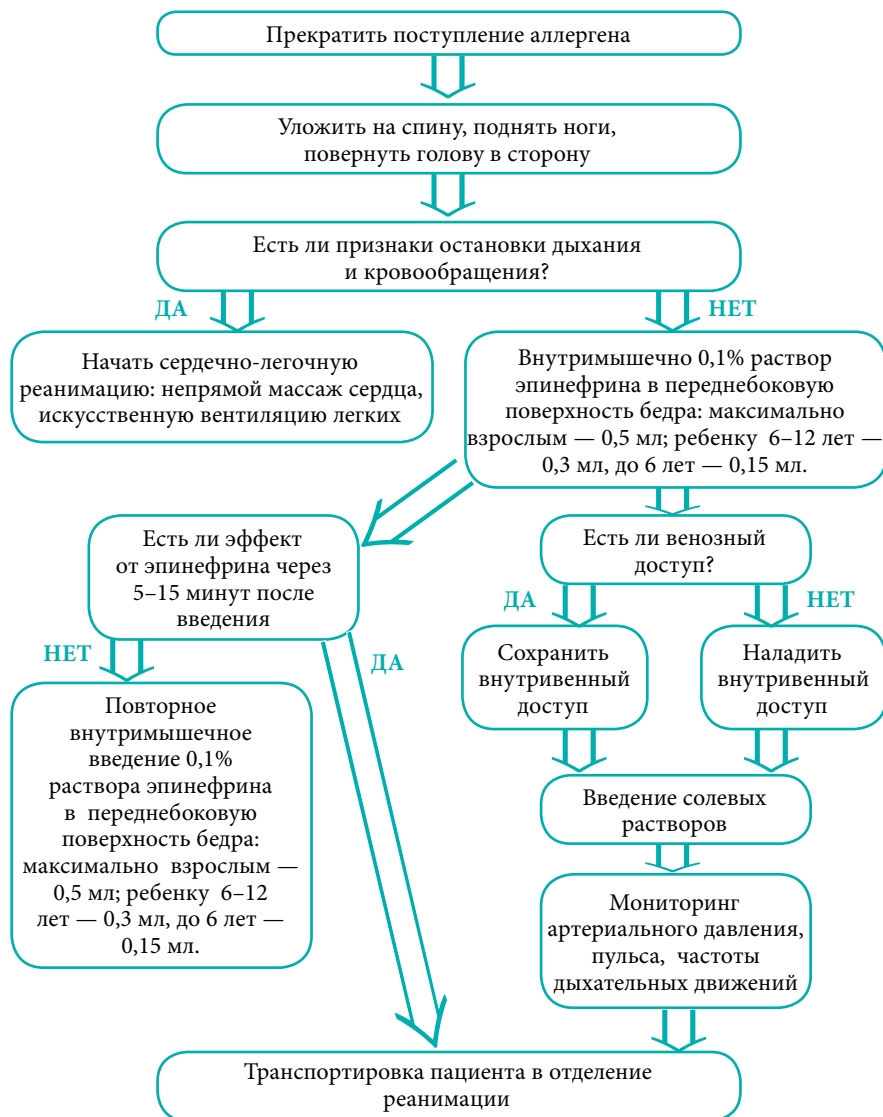 Прекратить поступление аллергена
Уложить на спину, поднять ноги,
повернуть голову в сторону
Есть ли признаки остановки дыхания
и кровообращения?
ДА
НЕТ
Начать сердечно-легочную
реанимацию: непрямой массаж сердца,
искусственную вентиляцию легких
Внутримышечно 0,1% раствор
эпинефрина в переднебоковую
поверхность бедра: максимально
взрослым — 0,5 мл; ребенку 6–12 лет —
0,3 мл, до 6 лет — 0,15 мл.
Есть ли эффект
от эпинефрина через
5–15 минут после
введения
Есть ли венозный
доступ?
НЕТ
ДА
ДА
НЕТ
Повторное
внутримышечное
введение 0,1%
раствора эпинефрина
в переднебоковую
поверхность бедра:
максимально взрослым —
0,5 мл; ребенку 6–12
лет — 0,3 мл, до 6 лет —
0,15 мл.
Сохранить
внутривенный
доступ
Наладить
внутривенный
доступ
Введение солевых
растворов
Мониторинг
артериального давления,
пульса, частоты
дыхательных движений
Транспортировка пациента в отделение
реанимации